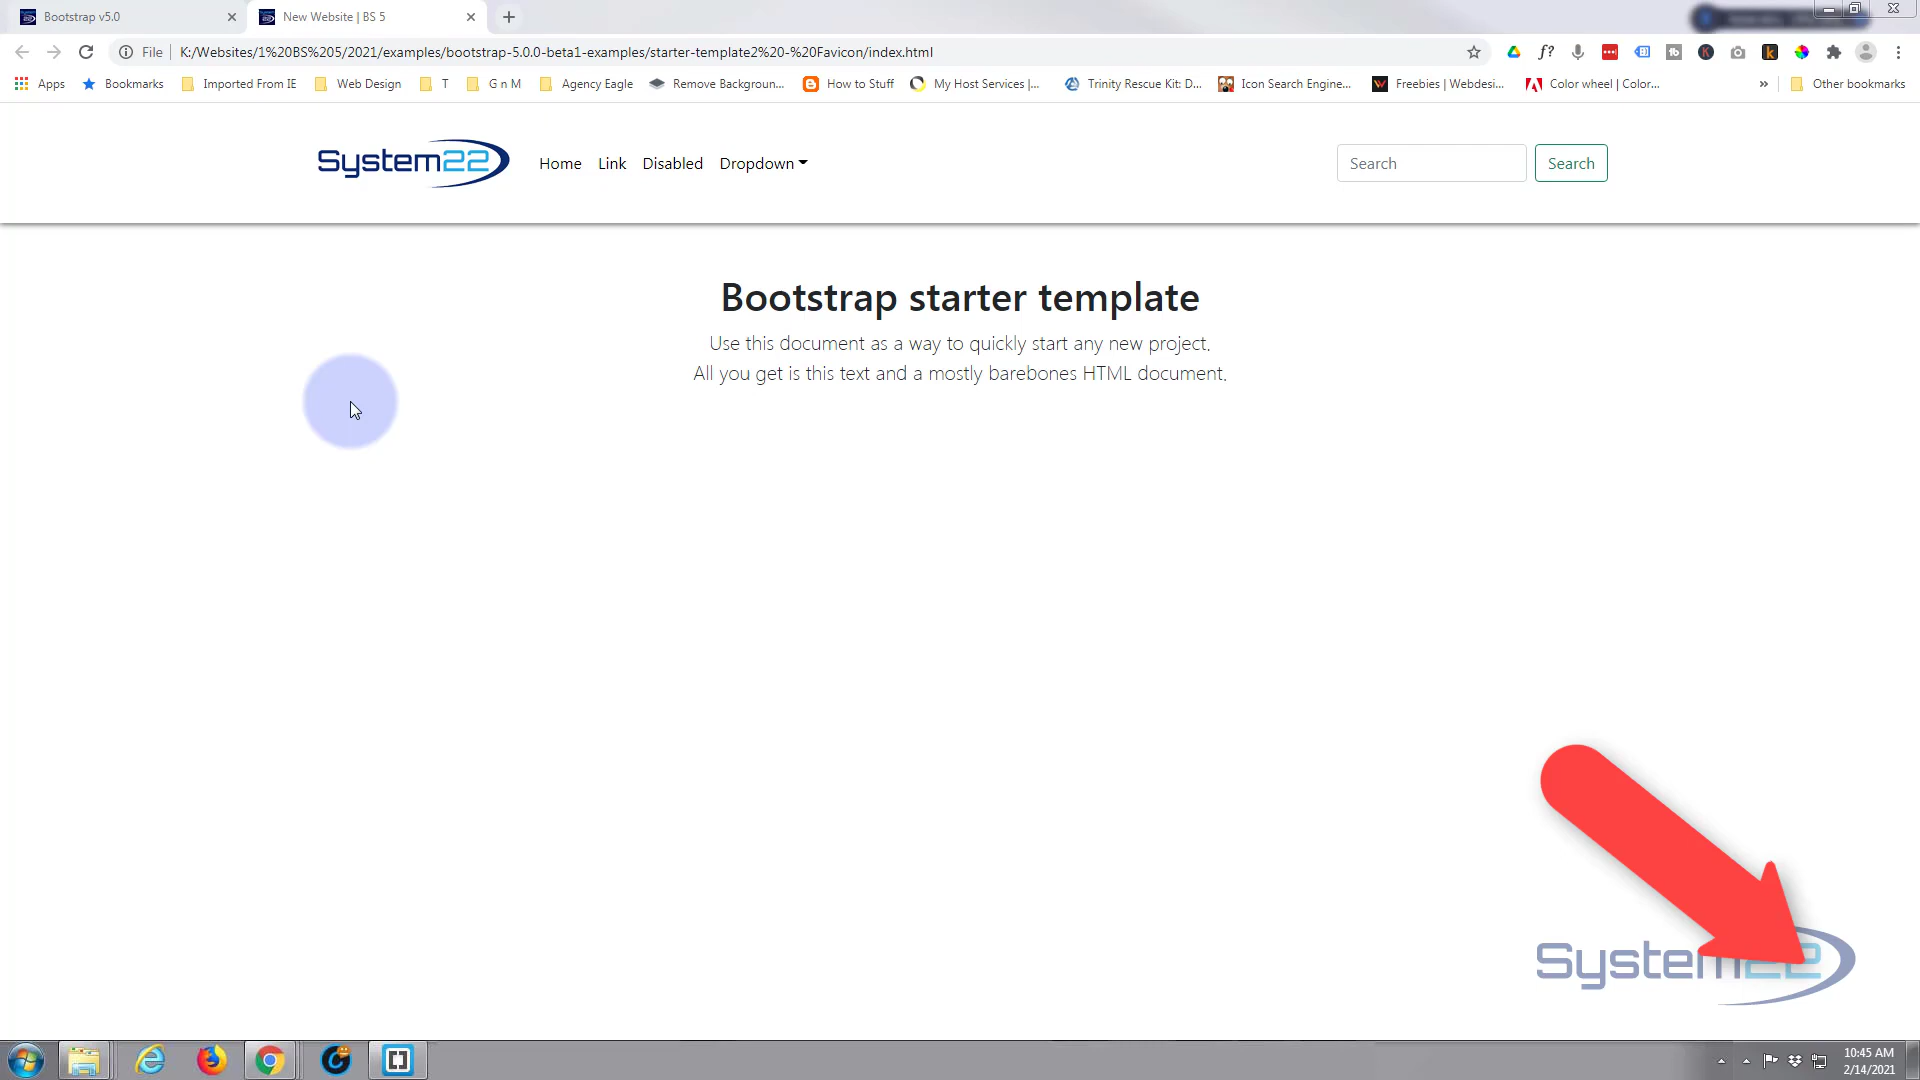 Bootstrap v5.0
New Website | BS 5
File
K:/Websites/1%20BS%205/2021/examples/bootstrap-5.0.0-beta1-examples/starter-template2%20-%20Favicon/index.html
Apps
Bookmarks
Imported From IE
Web Design
T
G n M
Agency Eagle
Remove Backgroun...
How to Stuff
My Host Services |...
Trinity Rescue Kit: D...
Icon Search Engine...
Freebies | Webdesi...
Color wheel | Color...
»
Other bookmarks
System22
Home
Link
Disabled
Dropdown
Search
Search
Bootstrap starter template
Use this document as a way to quickly start any new project.
All you get is this text and a mostly barebones HTML document.
System22
10:45 AM
2/14/2021